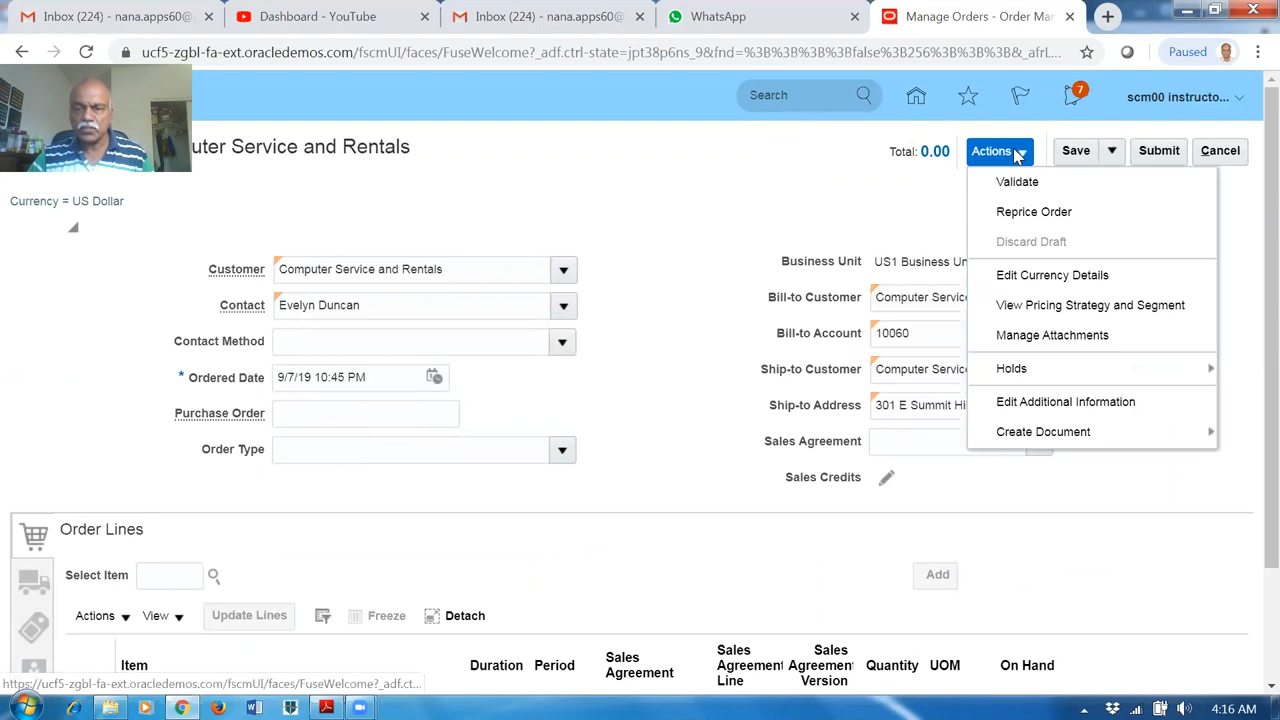 Inbox (224) - nana.apps60
Dashboard - YouTube
Inbox (224) - nana.apps60@
WhatsApp
Manage Orders - Order Ma
ucf5-zgbl-fa-ext.oracledemos.com/fscmUI/faces/FuseWelcome?_adf.ctrl-state=jpt38p6ns_9&fnd=%3B%3B%3B%3Bfalse%3B256%3B%3B%3B&_afrL...
Paused
Search
7
scm00 instructo...
uter Service and Rentals
Total: 0.00
Actions
Save
Submit
Cancel
Currency = US Dollar
Validate
Reprice Order
Discard Draft
Edit Currency Details
View Pricing Strategy and Segment
Manage Attachments
Holds
Edit Additional Information
Create Document
Customer
Computer Service and Rentals
Contact
Evelyn Duncan
Contact Method
* Ordered Date
9/7/19 10:45 PM
Purchase Order
Order Type
Business Unit
US1 Business Un
Bill-to Customer
Computer Servic
Bill-to Account
10060
Ship-to Customer
Computer Servic
Ship-to Address
301 E Summit Hi
Sales Agreement
Sales Credits
Order Lines
Select Item
Add
Actions
View
Update Lines
Freeze
Detach
Item
Duration
Period
Sales Agreement
Sales Agreement Line
Sales Agreement Version
Quantity
UOM
On Hand
https://ucf5-zgbl-fa-ext.oracledemos.com/fscmUI/faces/FuseWelcome?_adf.ct...
4:16 AM